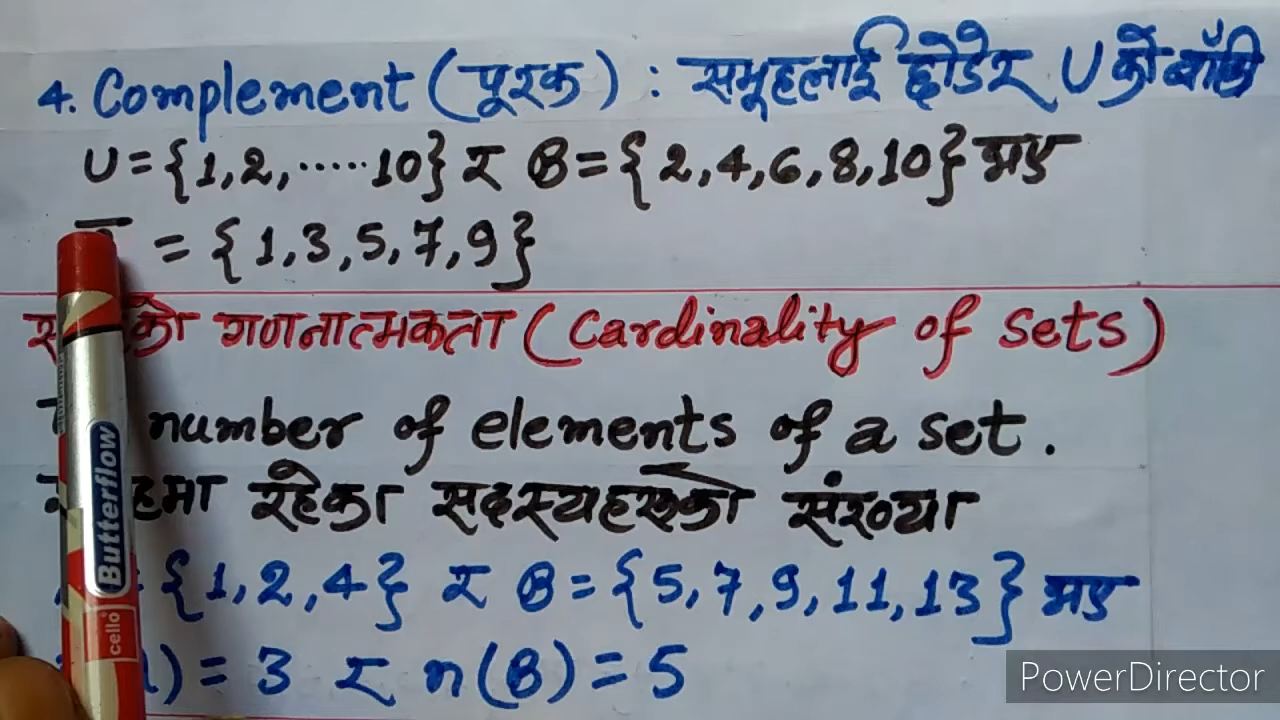 4. Complement (पूरक) : समूहलाई छोडेर U को बाँकी
U = {1, 2, ..... 10} र B = {2, 4, 6, 8, 10} भए
= {1, 3, 5, 7, 9}
को गणनात्मकता (Cardinality of sets)
number of elements of a set.
मा रहेका सदस्यहरूको संख्या
= {1, 2, 4} र B = {5, 7, 9, 11, 13} भए
) = 3 र n(B) = 5
cello Butterflow
PowerDirector